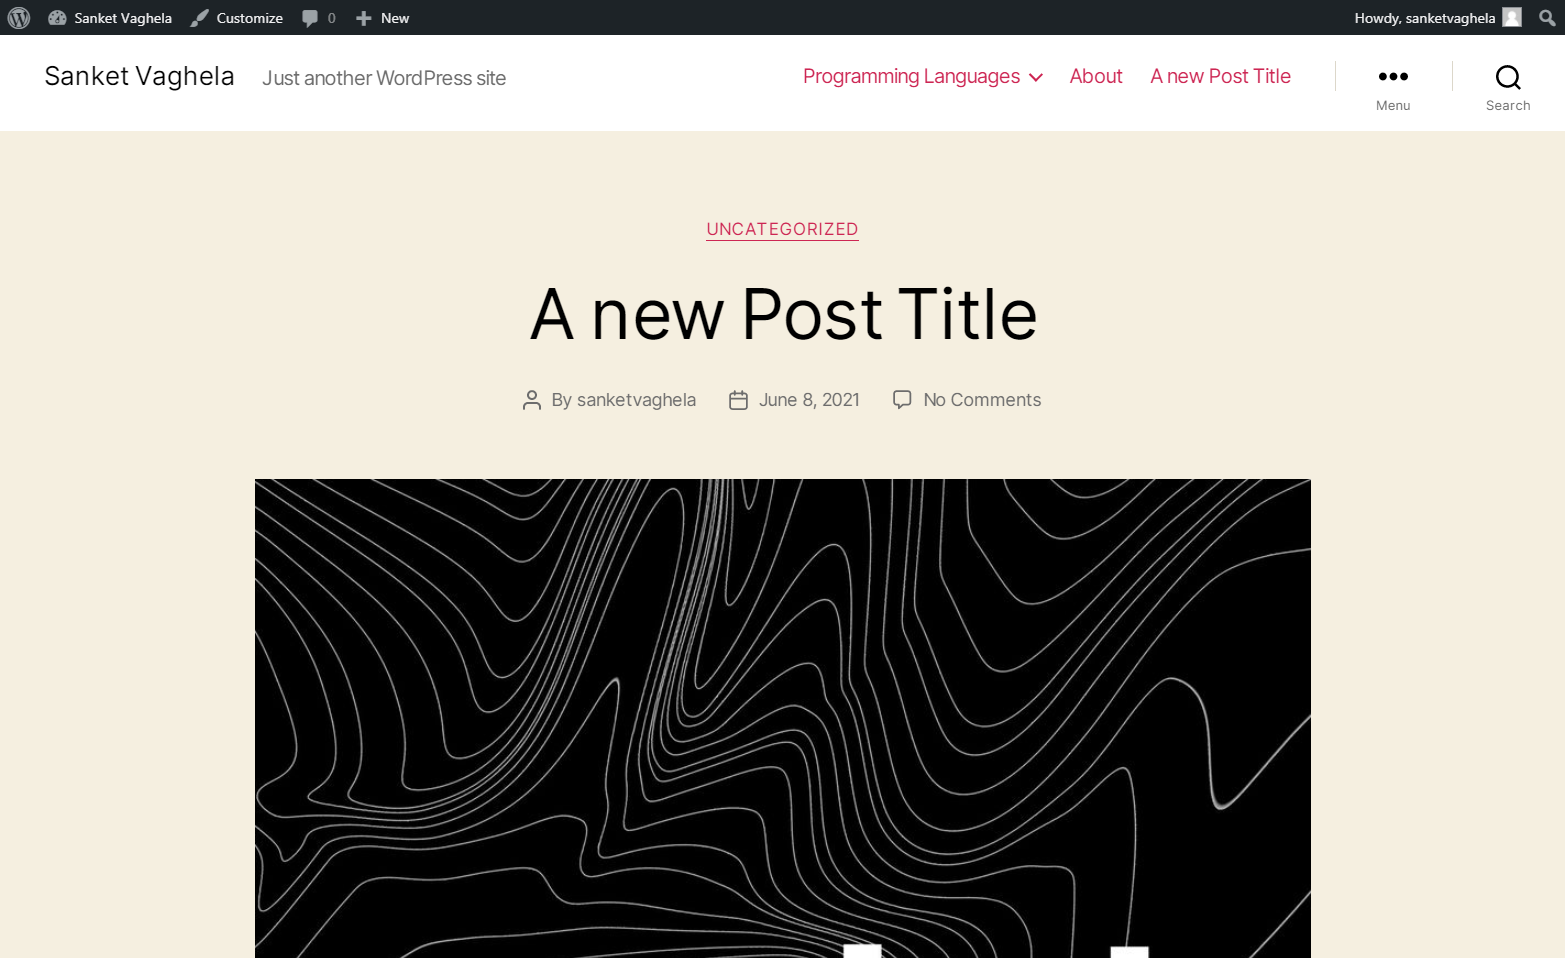 Sanket Vaghela Customize 0 New Howdy, sanketvaghela
Sanket Vaghela Just another WordPress site Programming Languages About A new Post Title
Menu Search
UNCATEGORIZED
A new Post Title
By sanketvaghela June 8, 2021 No Comments